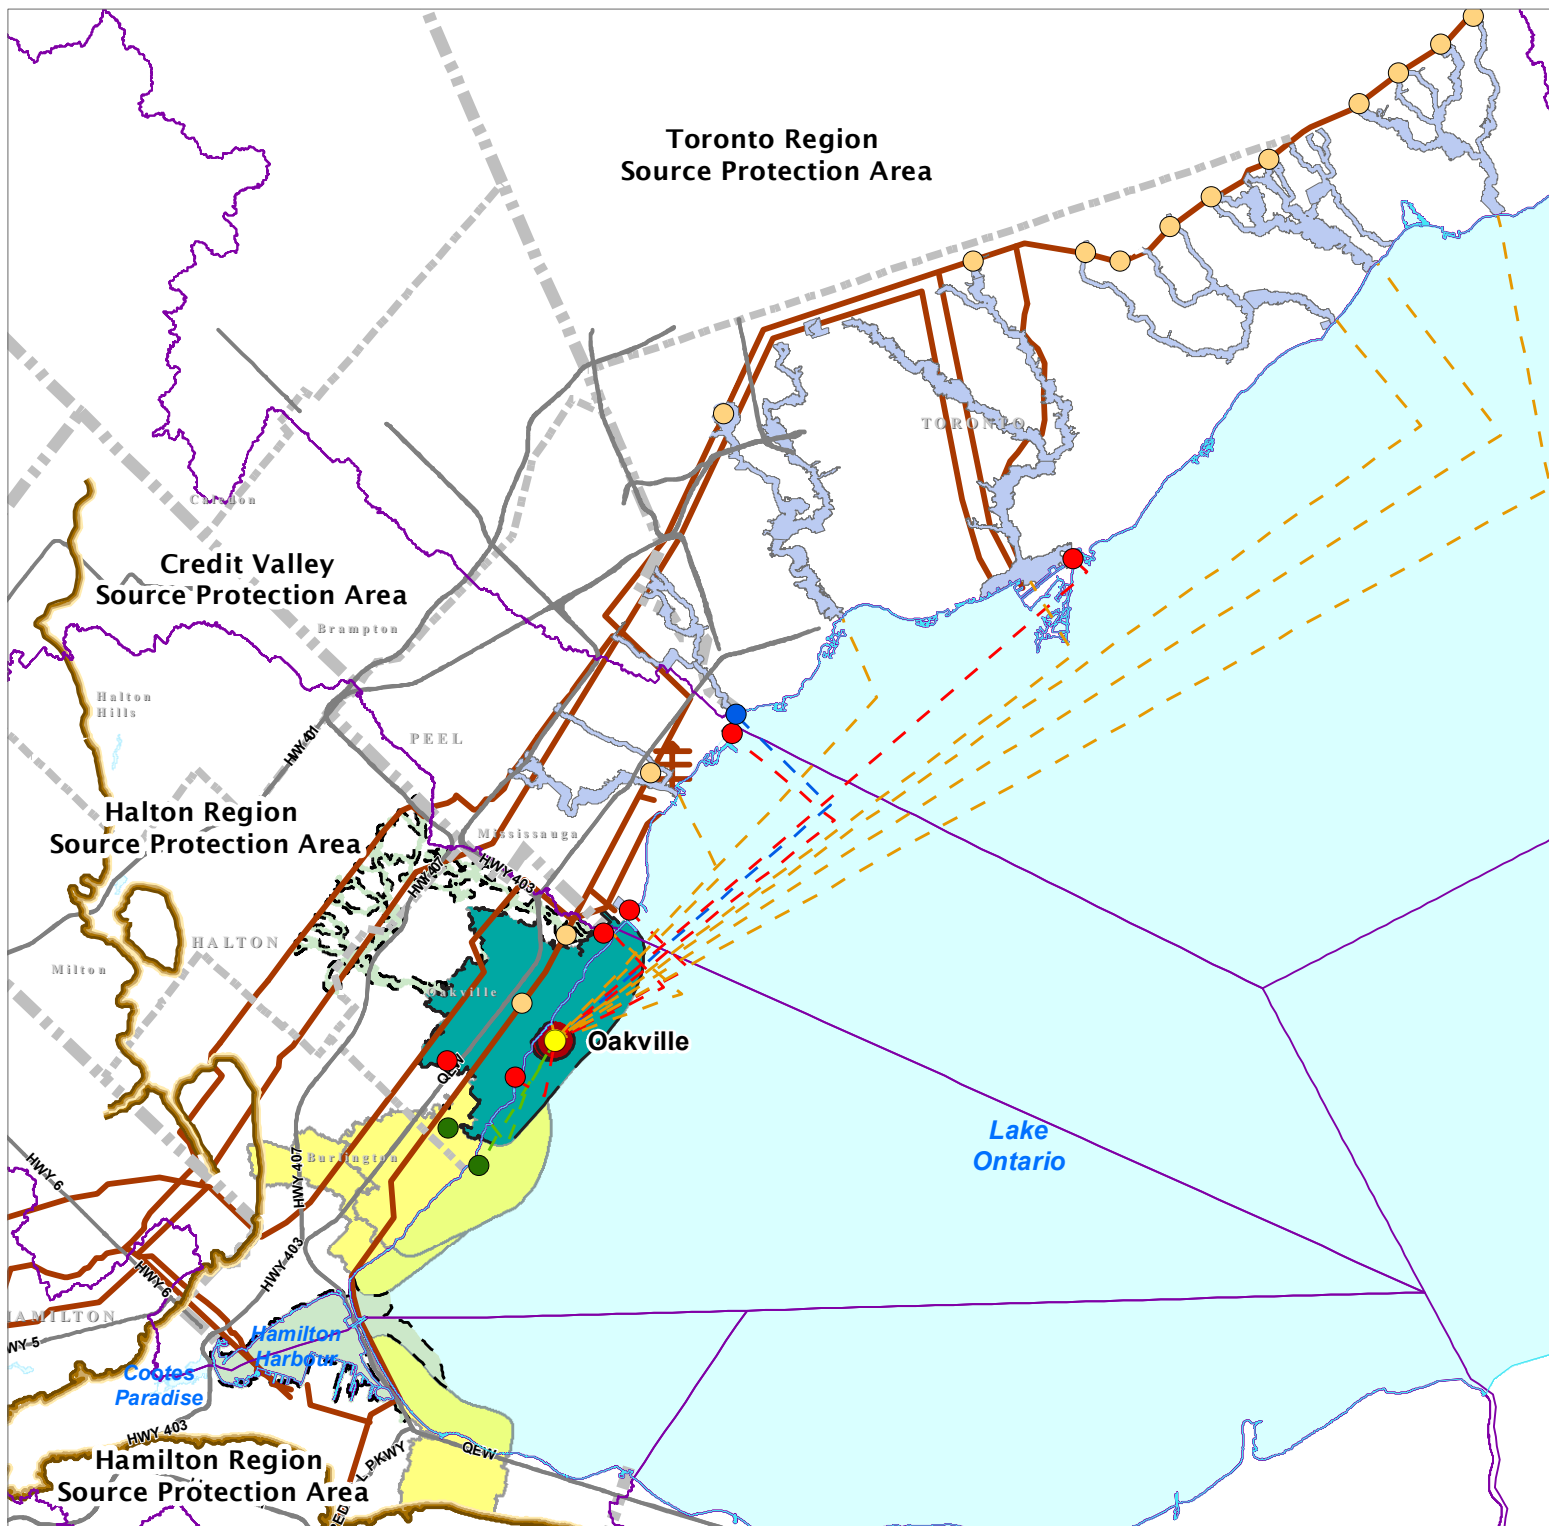 Toronto Region
Source Protection Area
TORONTO
Caledon
Credit Valley
Source Protection Area
Brampton
Halton
Hills
HWY 401
PEEL
Halton Region
Source Protection Area
Mississauga
HWY 407
HWY 403
HALTON
Milton
Oakville
Oakville
QEW
Lake
Ontario
Burlington
HWY 6
HWY 407
HWY 403
HWY 6
HAMILTON
WY 5
Hamilton
Harbour
Cootes
Paradise
HWY 403
QEW
L PKWY
Hamilton Region
Source Protection Area